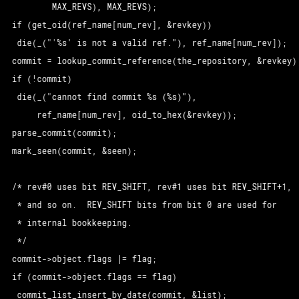 MAX_REVS), MAX_REVS);
if (get_oid(ref_name[num_rev], &revkey))
die(_("'%s' is not a valid ref."), ref_name[num_rev]);
commit = lookup_commit_reference(the_repository, &revkey)
if (!commit)
die(_("cannot find commit %s (%s)"),
ref_name[num_rev], oid_to_hex(&revkey));
parse_commit(commit);
mark_seen(commit, &seen);
/* rev#0 uses bit REV_SHIFT, rev#1 uses bit REV_SHIFT+1,
* and so on.  REV_SHIFT bits from bit 0 are used for
* internal bookkeeping.
*/
commit->object.flags |= flag;
if (commit->object.flags == flag)
commit_list_insert_by_date(commit, &list);